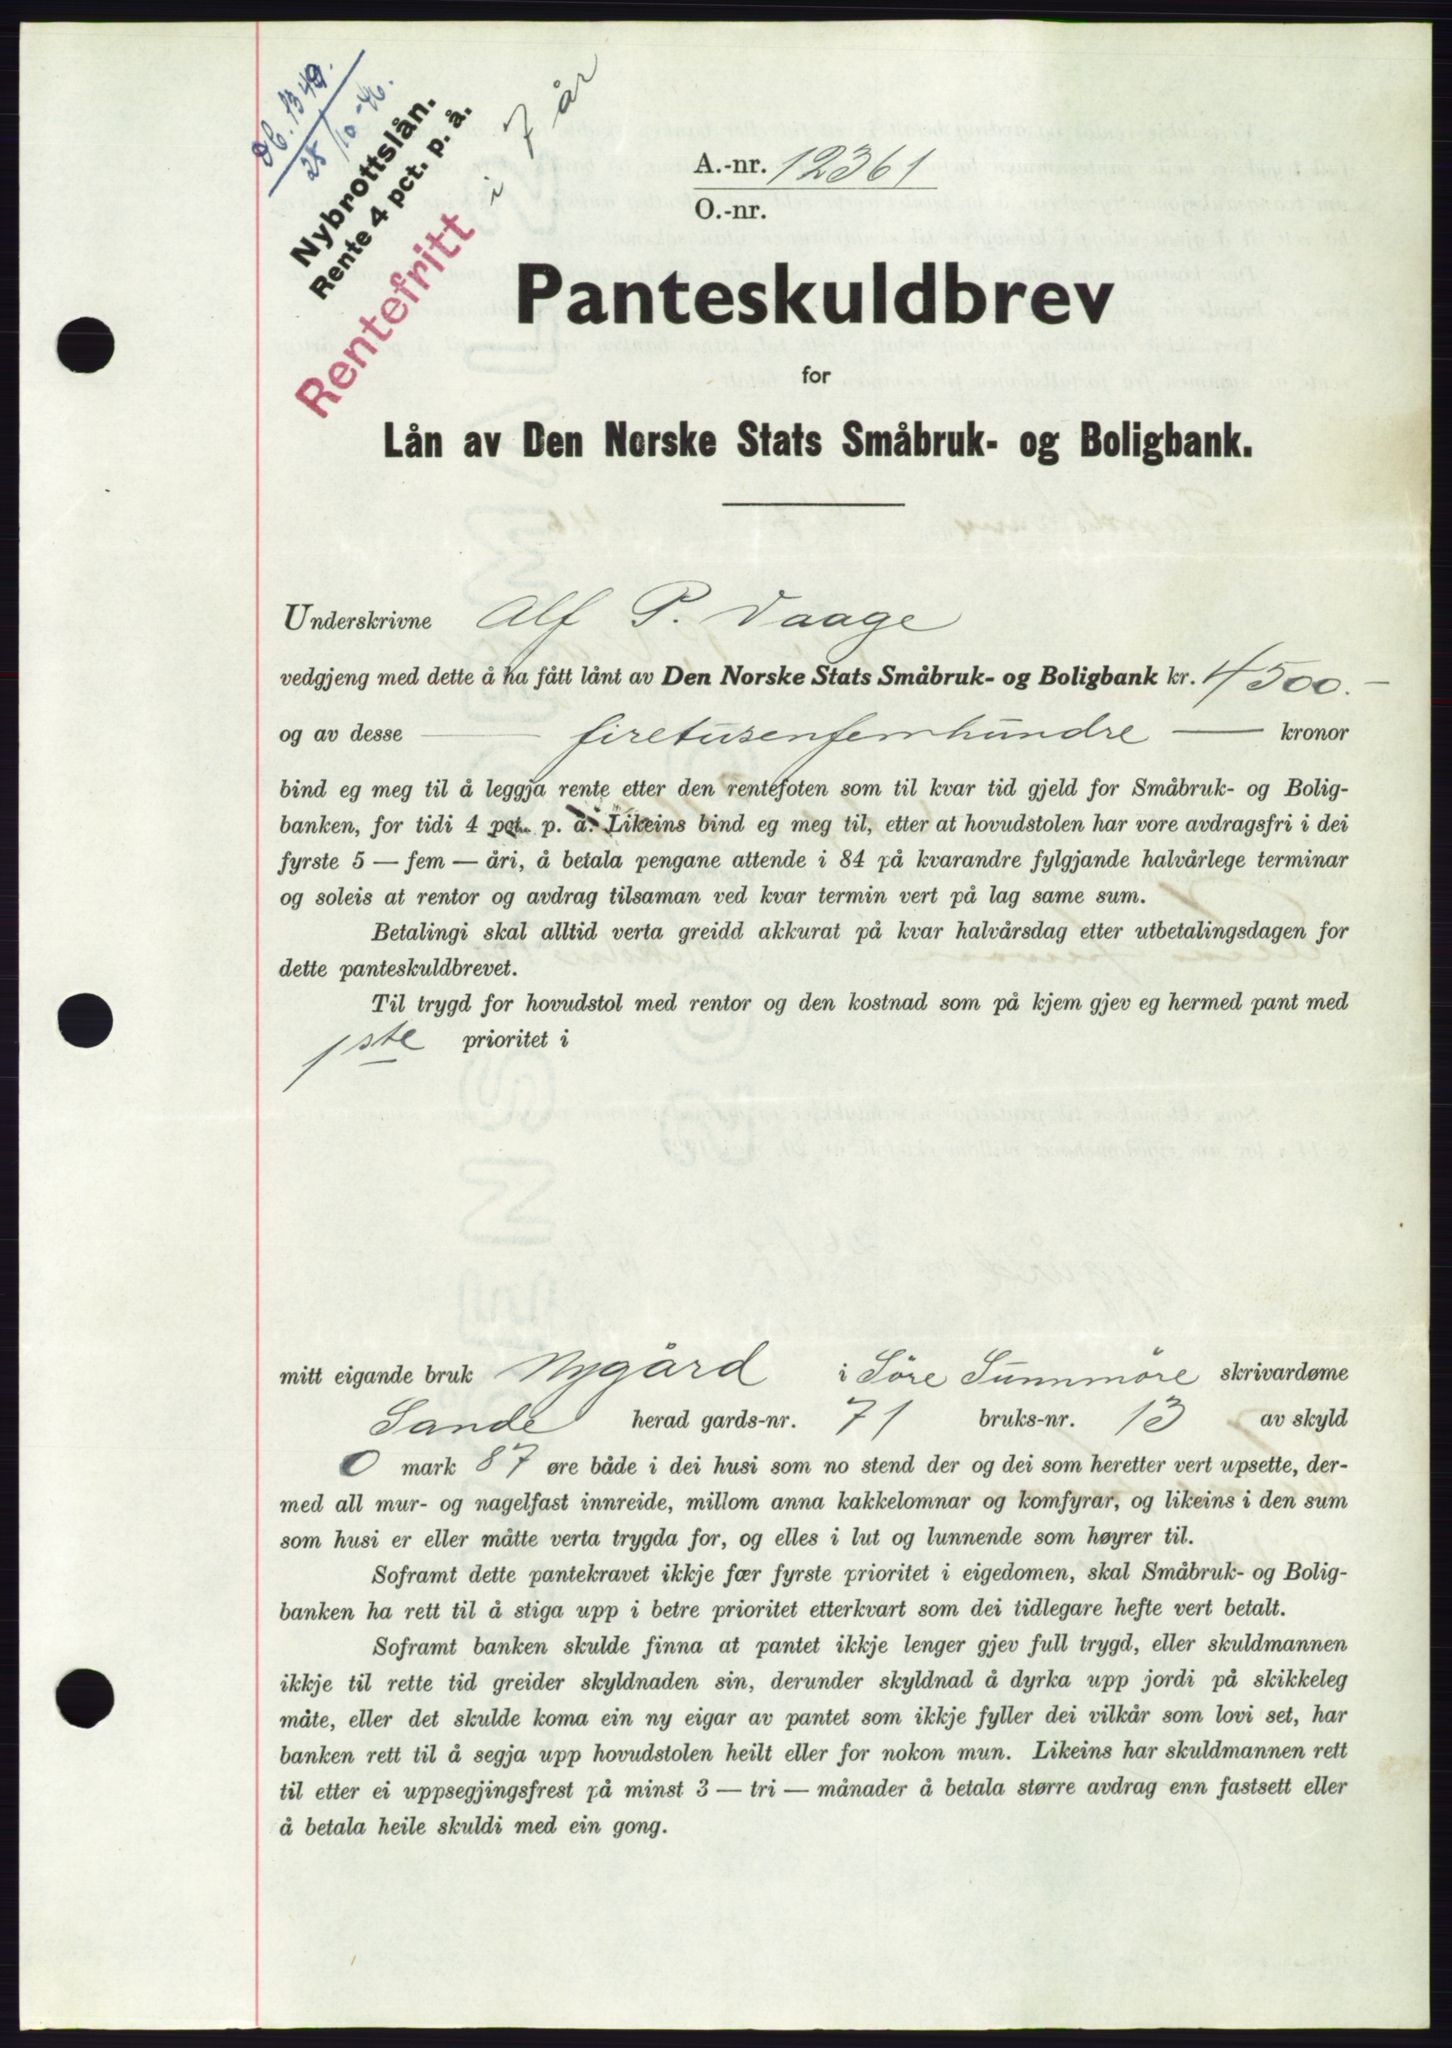 db. 1349.
28/10-46.
Nybrottslån.
Rente 4 pct. p. å.
Rentefritt i 7 år
A.-nr. 12361
O.-nr.
Panteskuldbrev
for
Lån av Den Norske Stats Småbruk- og Boligbank.
Underskrivne Alf P. Vaage
vedgjeng med dette å ha fått lånt av Den Norske Stats Småbruk- og Boligbank kr. 4500.-
og av desse firetusenfemhundre kronor
bind eg meg til å leggja rente etter den rentefoten som til kvar tid gjeld for Småbruk- og Bolig-
banken, for tidi 4 pct. p. å. Likeins bind eg meg til, etter at hovudstolen har vore avdragsfri i dei
fyrste 5 — fem — åri, å betala pengane attende i 84 på kvarandre fylgjande halvårlege terminar
og soleis at rentor og avdrag tilsaman ved kvar termin vert på lag same sum.
Betalingi skal alltid verta greidd akkurat på kvar halvårsdag etter utbetalingsdagen for
dette panteskuldbrevet.
Til trygd for hovudstol med rentor og den kostnad som på kjem gjev eg hermed pant med
1ste prioritet i
mitt eigande bruk Nygård i Söre Sunnmöre skrivardøme
Sande herad gards-nr. 71 bruks-nr. 13 av skyld
0 mark 87 øre både i dei husi som no stend der og dei som heretter vert upsette, der-
med all mur- og nagelfast innreide, millom anna kakkelomnar og komfyrar, og likeins i den sum
som husi er eller måtte verta trygda for, og elles i lut og lunnende som høyrer til.
Soframt dette pantekravet ikkje fær fyrste prioritet i eigedomen, skal Småbruk- og Bolig-
banken ha rett til å stiga upp i betre prioritet etterkvart som dei tidlegare hefte vert betalt.
Soframt banken skulde finna at pantet ikkje lenger gjev full trygd, eller skuldmannen
ikkje til rette tid greider skyldnaden sin, derunder skyldnad å dyrka upp jordi på skikkeleg
måte, eller det skulde koma ein ny eigar av pantet som ikkje fyller dei vilkår som lovi set, har
banken rett til å segja upp hovudstolen heilt eller for nokon mun. Likeins har skuldmannen rett
til etter ei uppsegjingsfrest på minst 3 — tri — månader å betala større avdrag enn fastsett eller
å betala heile skuldi med ein gong.